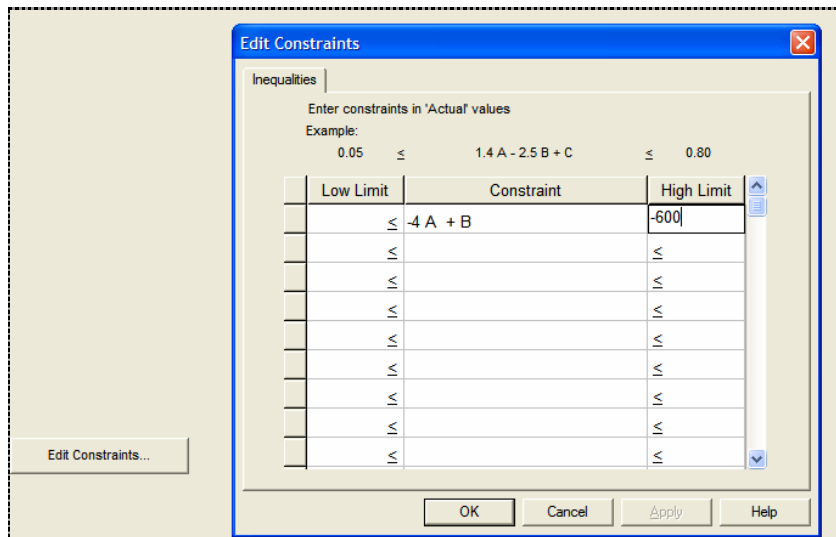 Edit Constraints
Inequalities
Enter constraints in 'Actual' values
Example:
0.05 ≤ 1.4 A - 2.5 B + C ≤ 0.80
Low Limit Constraint High Limit
≤ -4 A + B -600
≤ ≤
≤ ≤
≤ ≤
≤ ≤
≤ ≤
≤ ≤
≤ ≤
Edit Constraints...
≤ ≤
OK Cancel Apply Help